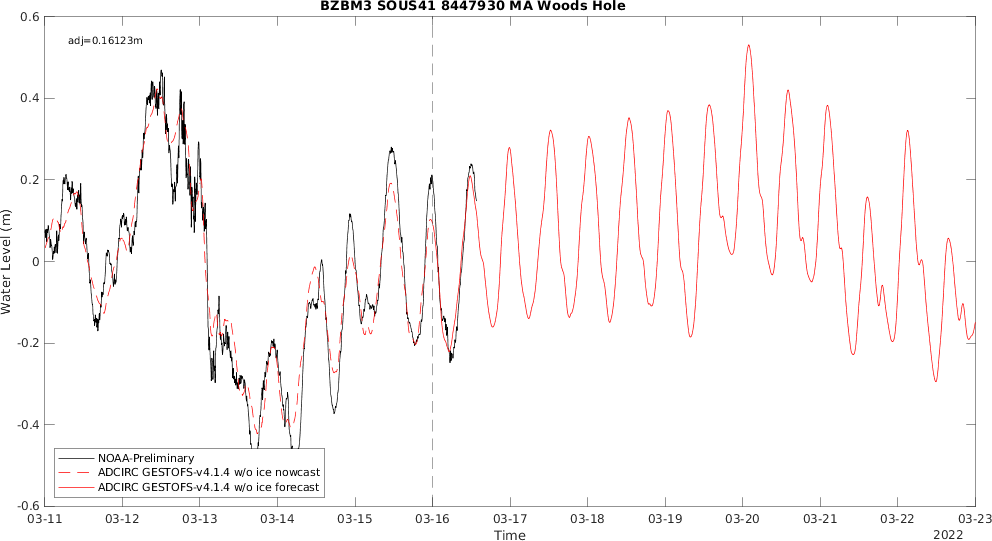 BZBM3 SOUS41 8447930 MA Woods Hole
adj=0.16123m
0.6
0.4
0.2
0
-0.2
-0.4
-0.6
Water Level (m)
NOAA-Preliminary
ADCIRC GESTOFS-v4.1.4 w/o ice nowcast
ADCIRC GESTOFS-v4.1.4 w/o ice forecast
03-11 03-12 03-13 03-14 03-15 03-16 03-17 03-18 03-19 03-20 03-21 03-22 03-23
Time
2022